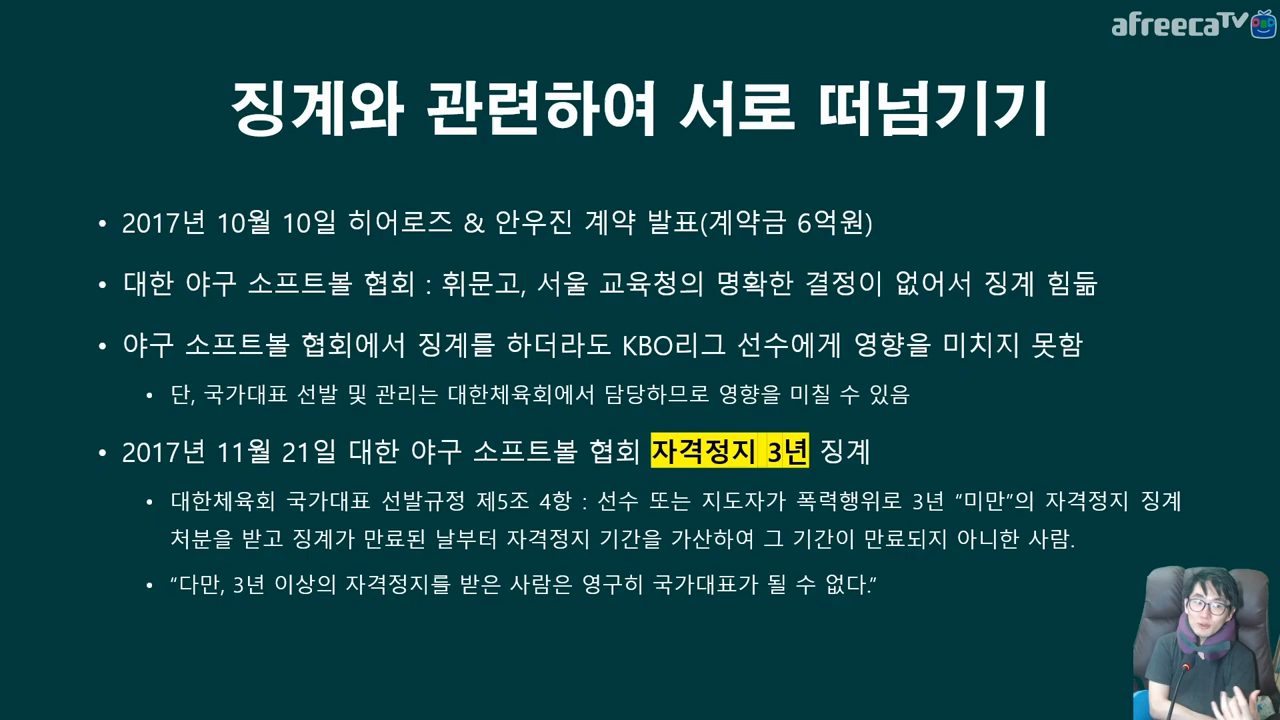 afreecaTV
징계와 관련하여 서로 떠넘기기
• 2017년 10월 10일 히어로즈 & 안우진 계약 발표(계약금 6억원)
• 대한 야구 소프트볼 협회 : 휘문고, 서울 교육청의 명확한 결정이 없어서 징계 힘듦
• 야구 소프트볼 협회에서 징계를 하더라도 KBO리그 선수에게 영향을 미치지 못함
• 단, 국가대표 선발 및 관리는 대한체육회에서 담당하므로 영향을 미칠 수 있음
• 2017년 11월 21일 대한 야구 소프트볼 협회 자격정지 3년 징계
• 대한체육회 국가대표 선발규정 제5조 4항 : 선수 또는 지도자가 폭력행위로 3년 “미만”의 자격정지 징계
처분을 받고 징계가 만료된 날부터 자격정지 기간을 가산하여 그 기간이 만료되지 아니한 사람.
• “다만, 3년 이상의 자격정지를 받은 사람은 영구히 국가대표가 될 수 없다.“